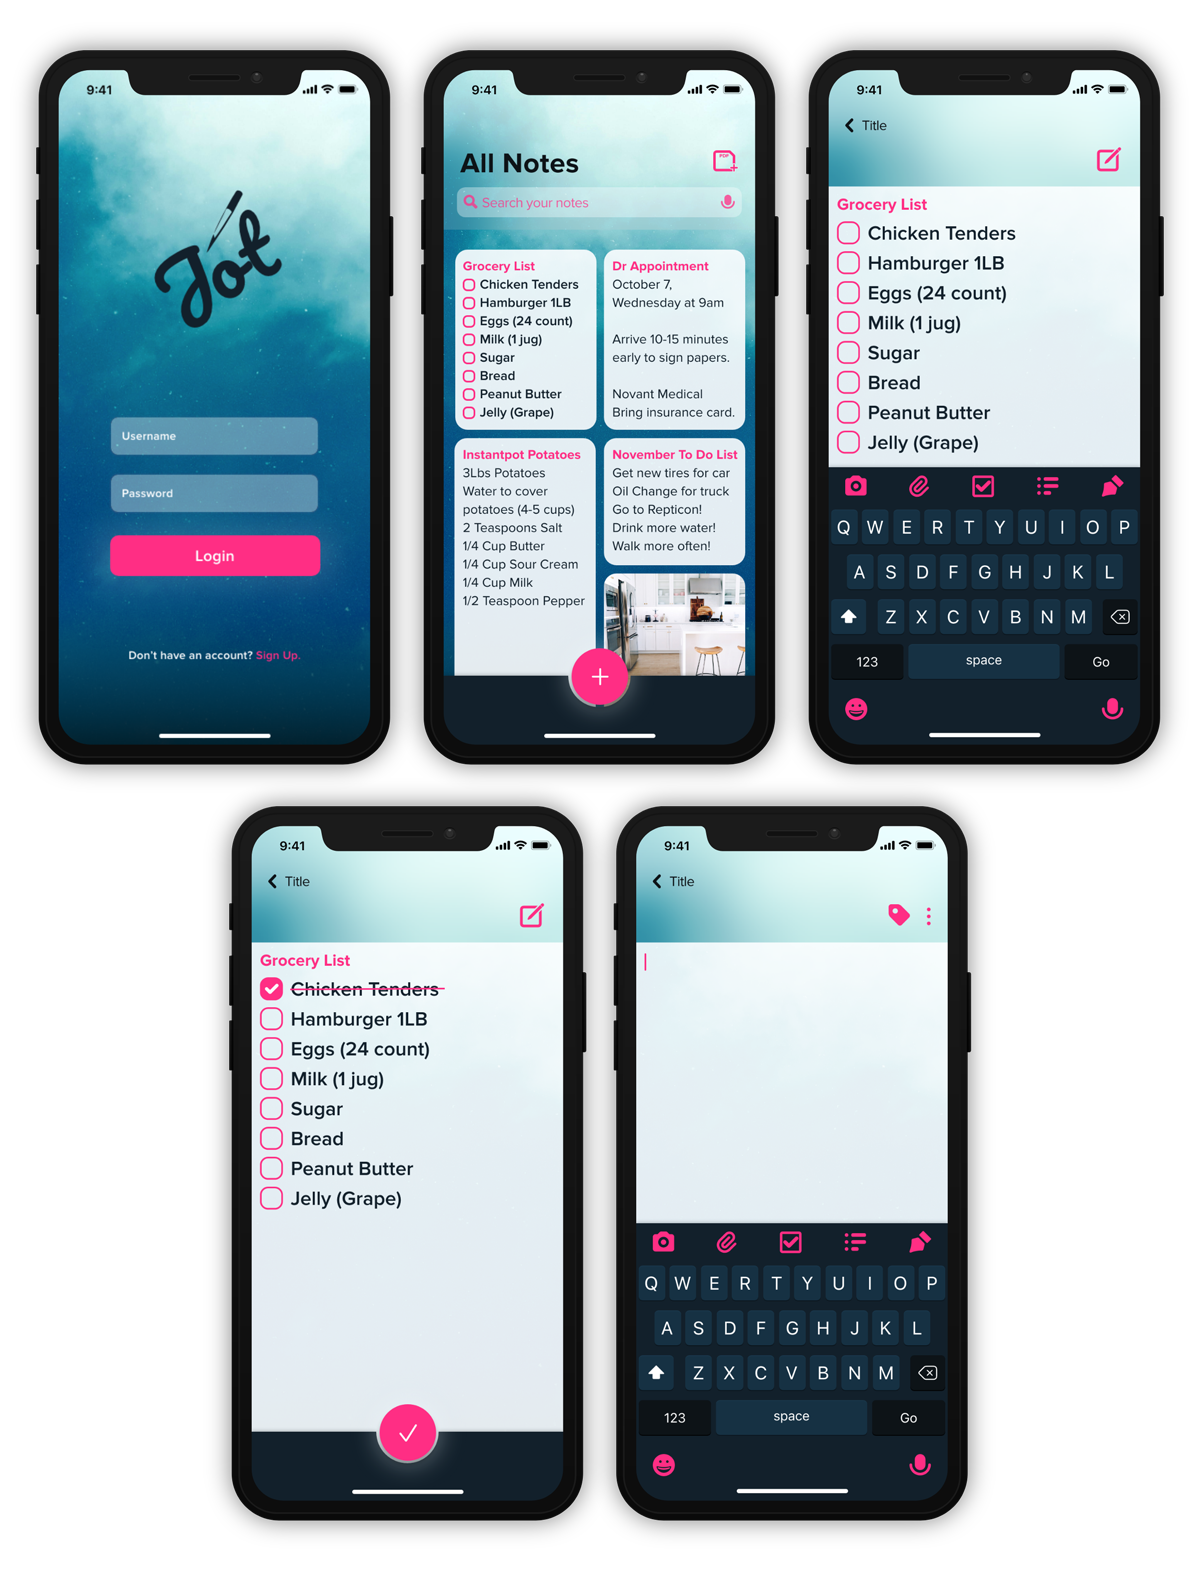 9:41
Jot
Username
Password
Login
Don't have an account? Sign Up.
9:41
All Notes
PDF
Search your notes
Grocery List
Chicken Tenders
Hamburger 1LB
Eggs (24 count)
Milk (1 jug)
Sugar
Bread
Peanut Butter
Jelly (Grape)
Dr Appointment
October 7,
Wednesday at 9am
Arrive 10-15 minutes
early to sign papers.
Novant Medical
Bring insurance card.
Instantpot Potatoes
3Lbs Potatoes
Water to cover
potatoes (4-5 cups)
2 Teaspoons Salt
1/4 Cup Butter
1/4 Cup Sour Cream
1/4 Cup Milk
1/2 Teaspoon Pepper
November To Do List
Get new tires for car
Oil Change for truck
Go to Repticon!
Drink more water!
Walk more often!
9:41
Title
Grocery List
Chicken Tenders
Hamburger 1LB
Eggs (24 count)
Milk (1 jug)
Sugar
Bread
Peanut Butter
Jelly (Grape)
Q W E R T Y U I O P
A S D F G H J K L
Z X C V B N M
123 space Go
9:41
Title
Grocery List
Chicken Tenders
Hamburger 1LB
Eggs (24 count)
Milk (1 jug)
Sugar
Bread
Peanut Butter
Jelly (Grape)
9:41
Title
Q W E R T Y U I O P
A S D F G H J K L
Z X C V B N M
123 space Go